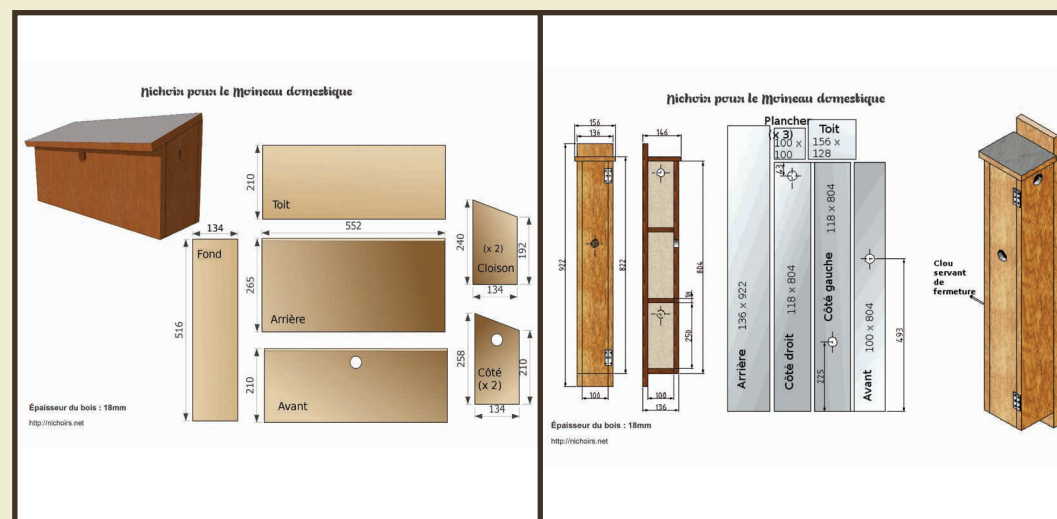 Nichoir pour le Moineau domestique
210
Toit
552
134
Fond
516
265
Arrière
210
Avant
240
(x 2)
Cloison
192
134
258
Côté
(x 2)
210
134
Épaisseur du bois : 18mm
http://nichoirs.net
Nichoir pour le Moineau domestique
156
136
146
922
822
804
18
250
100
100
136
Plancher
(x 3)
100 x
100
Toit
156 x
128
43
Arrière 136 x 922
Côté droit 118 x 804
Côté gauche 118 x 804
225
Avant 100 x 804
493
Clou
servant
de
fermeture
Épaisseur du bois : 18mm
http://nichoirs.net